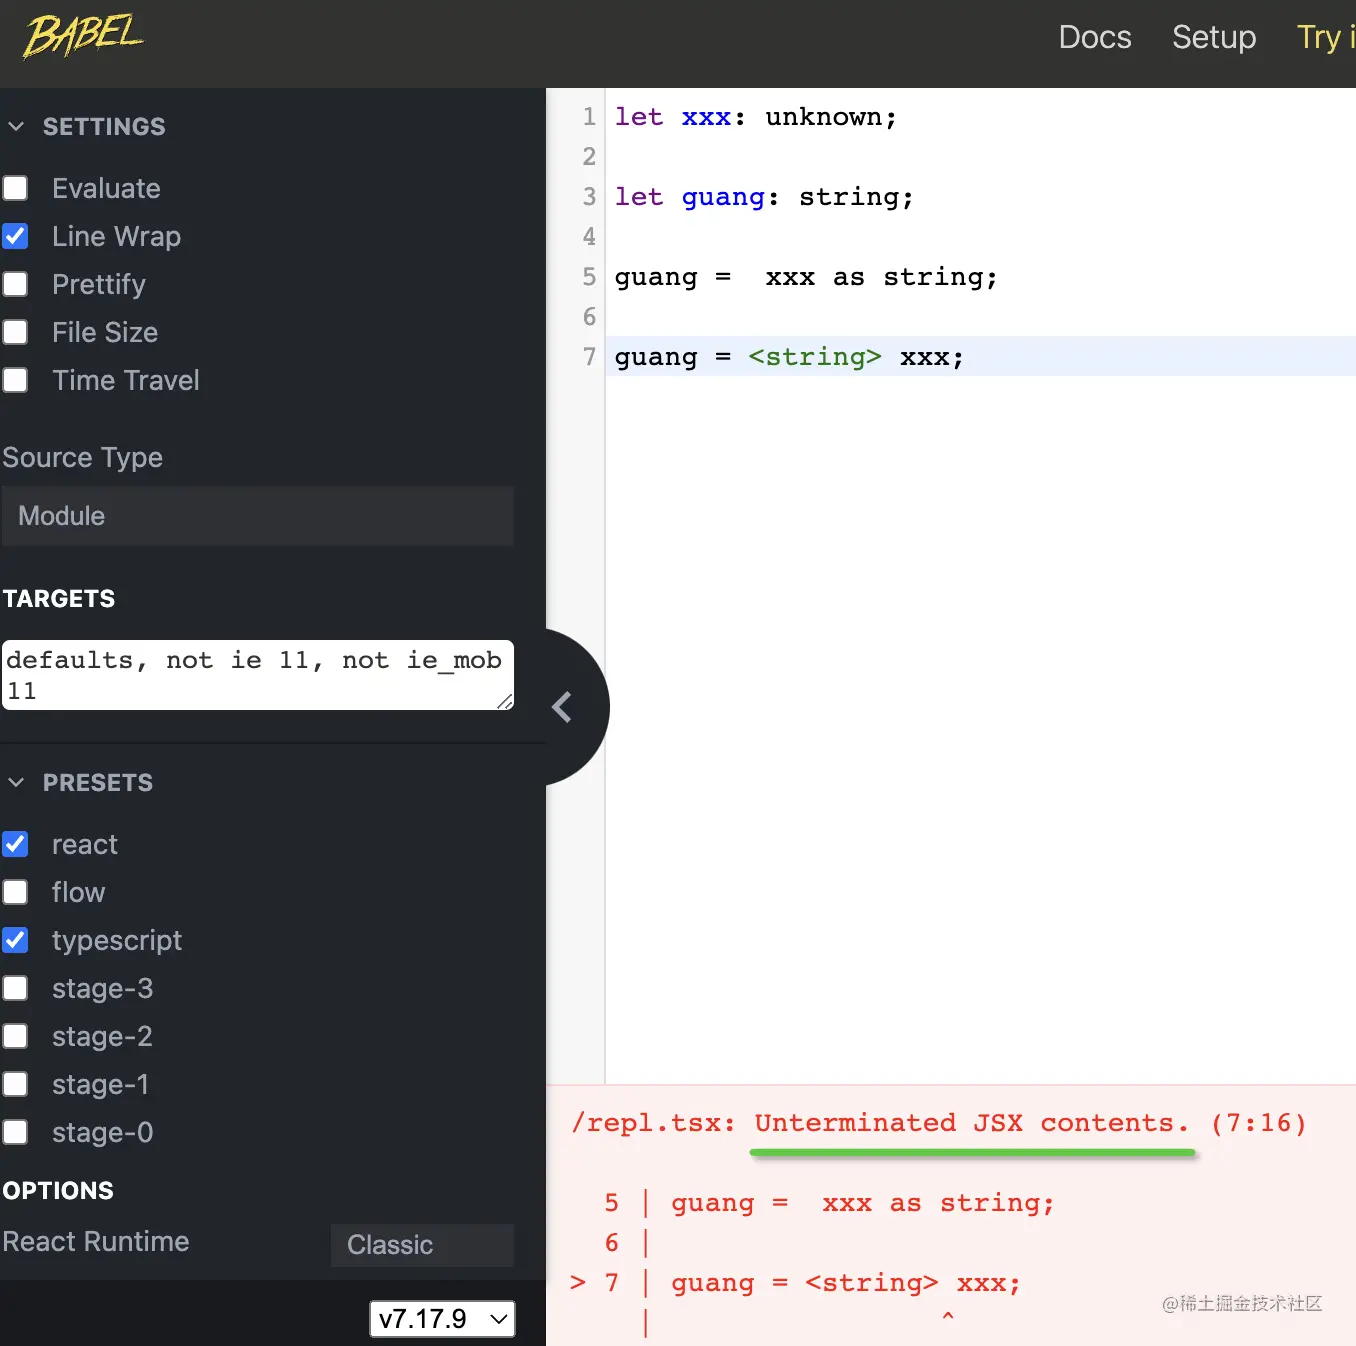 BABEL
Docs Setup Try i
SETTINGS
Evaluate
Line Wrap
Prettify
File Size
Time Travel
Source Type
Module
TARGETS
defaults, not ie 11, not ie_mob
11
PRESETS
react
flow
typescript
stage-3
stage-2
stage-1
stage-0
OPTIONS
React Runtime Classic
v7.17.9
1 let xxx: unknown;
2
3 let guang: string;
4
5 guang =  xxx as string;
6
7 guang = <string> xxx;
/repl.tsx: Unterminated JSX contents. (7:16)
5 | guang =  xxx as string;
6 |
> 7 | guang = <string> xxx;
| ^
@稀土掘金技术社区